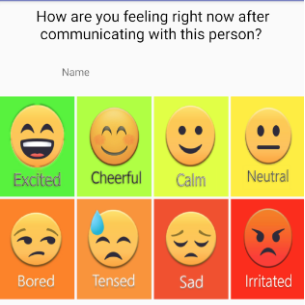 How are you feeling right now after
communicating with this person?
Name
Excited
Cheerful
Calm
Neutral
Bored
Tensed
Sad
Irritated